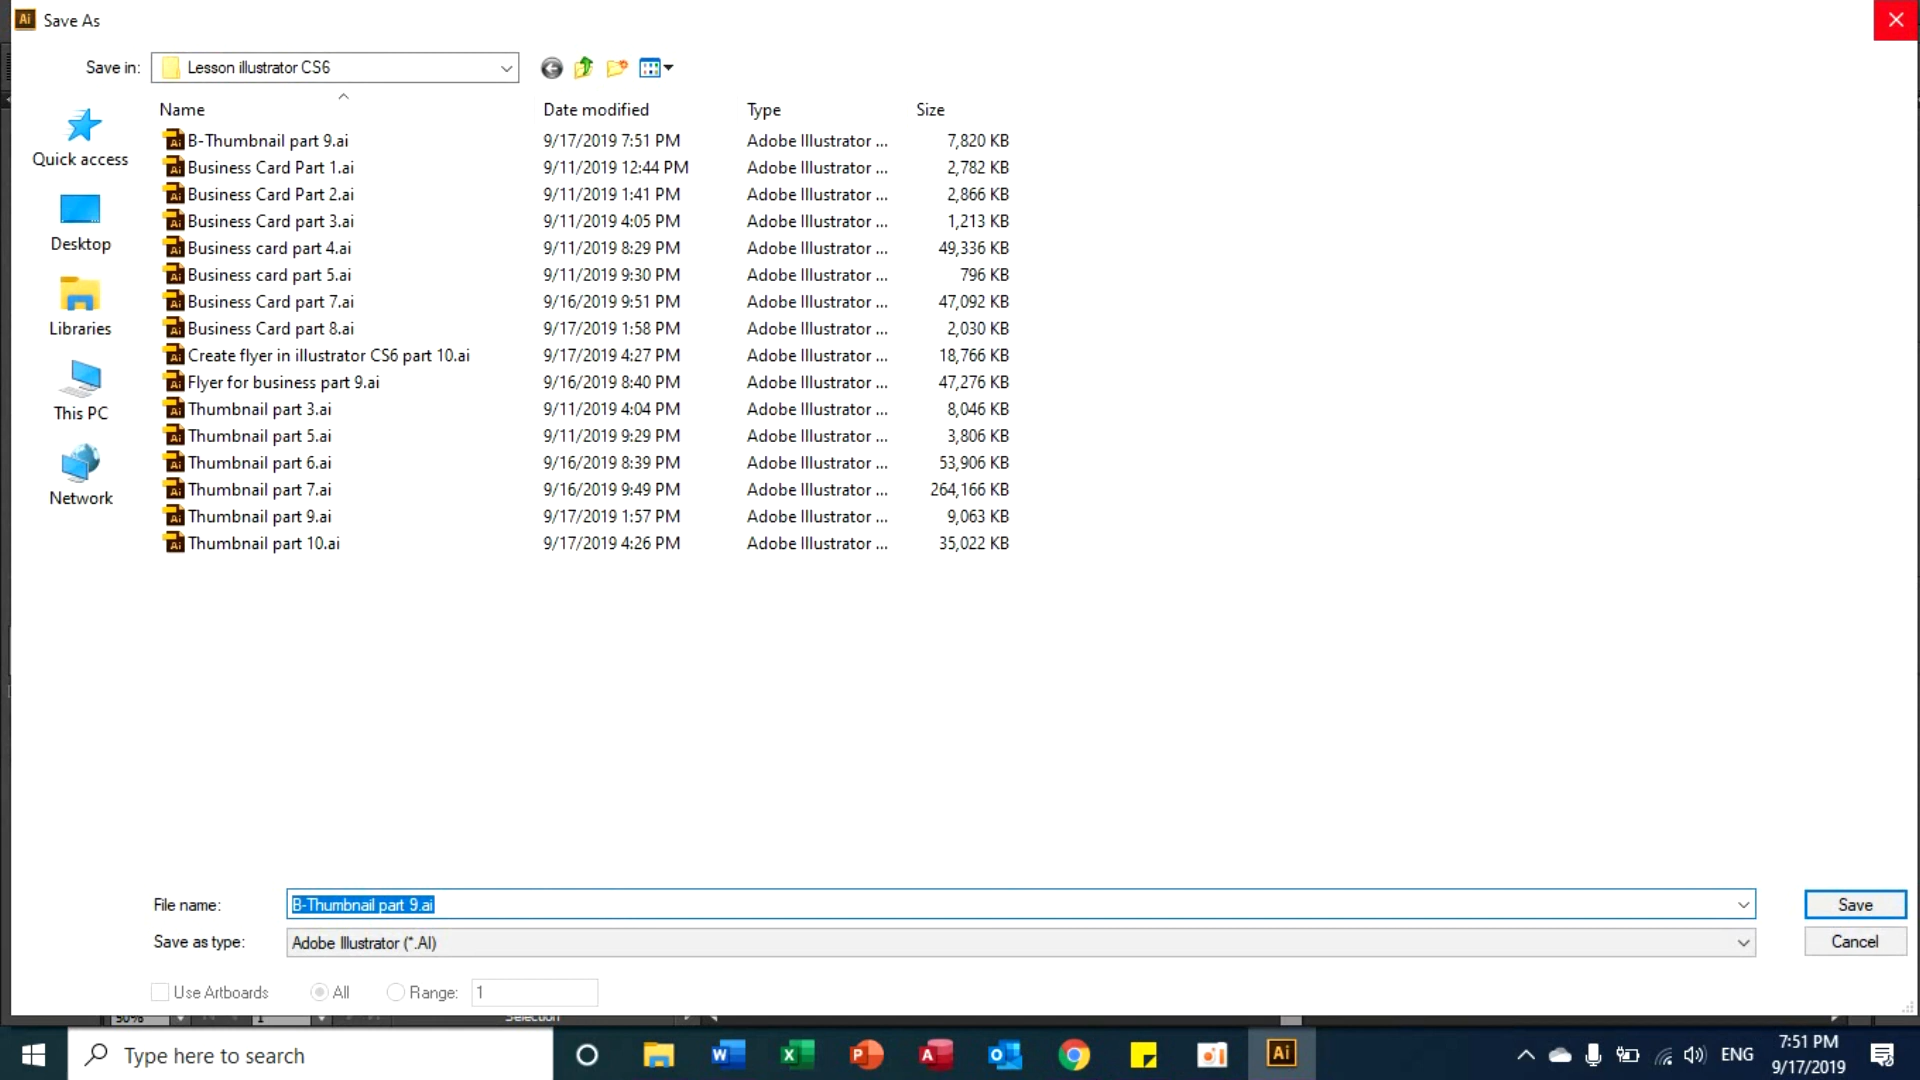 Ai Save As
Save in: Lesson illustrator CS6
Name Date modified Type Size
B-Thumbnail part 9.ai 9/17/2019 7:51 PM Adobe Illustrator ... 7,820 KB
Business Card Part 1.ai 9/11/2019 12:44 PM Adobe Illustrator ... 2,782 KB
Business Card Part 2.ai 9/11/2019 1:41 PM Adobe Illustrator ... 2,866 KB
Business Card Part 3.ai 9/11/2019 4:05 PM Adobe Illustrator ... 1,213 KB
Business card part 4.ai 9/11/2019 8:29 PM Adobe Illustrator ... 49,336 KB
Business card part 5.ai 9/11/2019 9:30 PM Adobe Illustrator ... 796 KB
Business Card part 7.ai 9/16/2019 9:51 PM Adobe Illustrator ... 47,092 KB
Business Card part 8.ai 9/17/2019 1:58 PM Adobe Illustrator ... 2,030 KB
Create flyer in illustrator CS6 part 10.ai 9/17/2019 4:27 PM Adobe Illustrator ... 18,766 KB
Flyer for business part 9.ai 9/16/2019 8:40 PM Adobe Illustrator ... 47,276 KB
Thumbnail part 3.ai 9/11/2019 4:04 PM Adobe Illustrator ... 8,046 KB
Thumbnail part 5.ai 9/11/2019 9:29 PM Adobe Illustrator ... 3,806 KB
Thumbnail part 6.ai 9/16/2019 8:39 PM Adobe Illustrator ... 53,906 KB
Thumbnail part 7.ai 9/16/2019 9:49 PM Adobe Illustrator ... 264,166 KB
Thumbnail part 9.ai 9/17/2019 1:57 PM Adobe Illustrator ... 9,063 KB
Thumbnail part 10.ai 9/17/2019 4:26 PM Adobe Illustrator ... 35,022 KB
Quick access
Desktop
Libraries
This PC
Network
File name: B-Thumbnail part 9.ai Save
Save as type: Adobe Illustrator (*.AI) Cancel
Use Artboards All Range: 1
50% 1 Selection
Type here to search
ENG 7:51 PM
9/17/2019